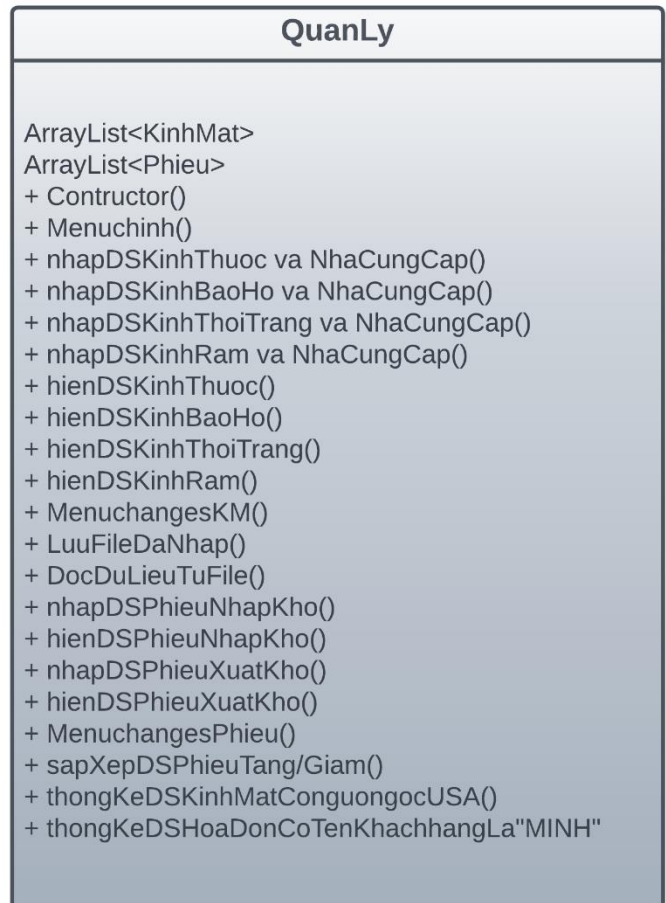 QuanLy
ArrayList<KinhMat>
ArrayList<Phieu>
+ Contructor()
+ Menuchinh()
+ nhapDSKinhThuoc va NhaCungCap()
+ nhapDSKinhBaoHo va NhaCungCap()
+ nhapDSKinhThoiTrang va NhaCungCap()
+ nhapDSKinhRam va NhaCungCap()
+ hienDSKinhThuoc()
+ hienDSKinhBaoHo()
+ hienDSKinhThoiTrang()
+ hienDSKinhRam()
+ MenuchangesKM()
+ LuuFileDaNhap()
+ DocDuLieuTuFile()
+ nhapDSPhieuNhapKho()
+ hienDSPhieuNhapKho()
+ nhapDSPhieuXuatKho()
+ hienDSPhieuXuatKho()
+ MenuchangesPhieu()
+ sapXepDSPhieuTang/Giam()
+ thongKeDSKinhMatConguongocUSA()
+ thongKeDSHoaDonCoTenKhachhangLa"MINH"